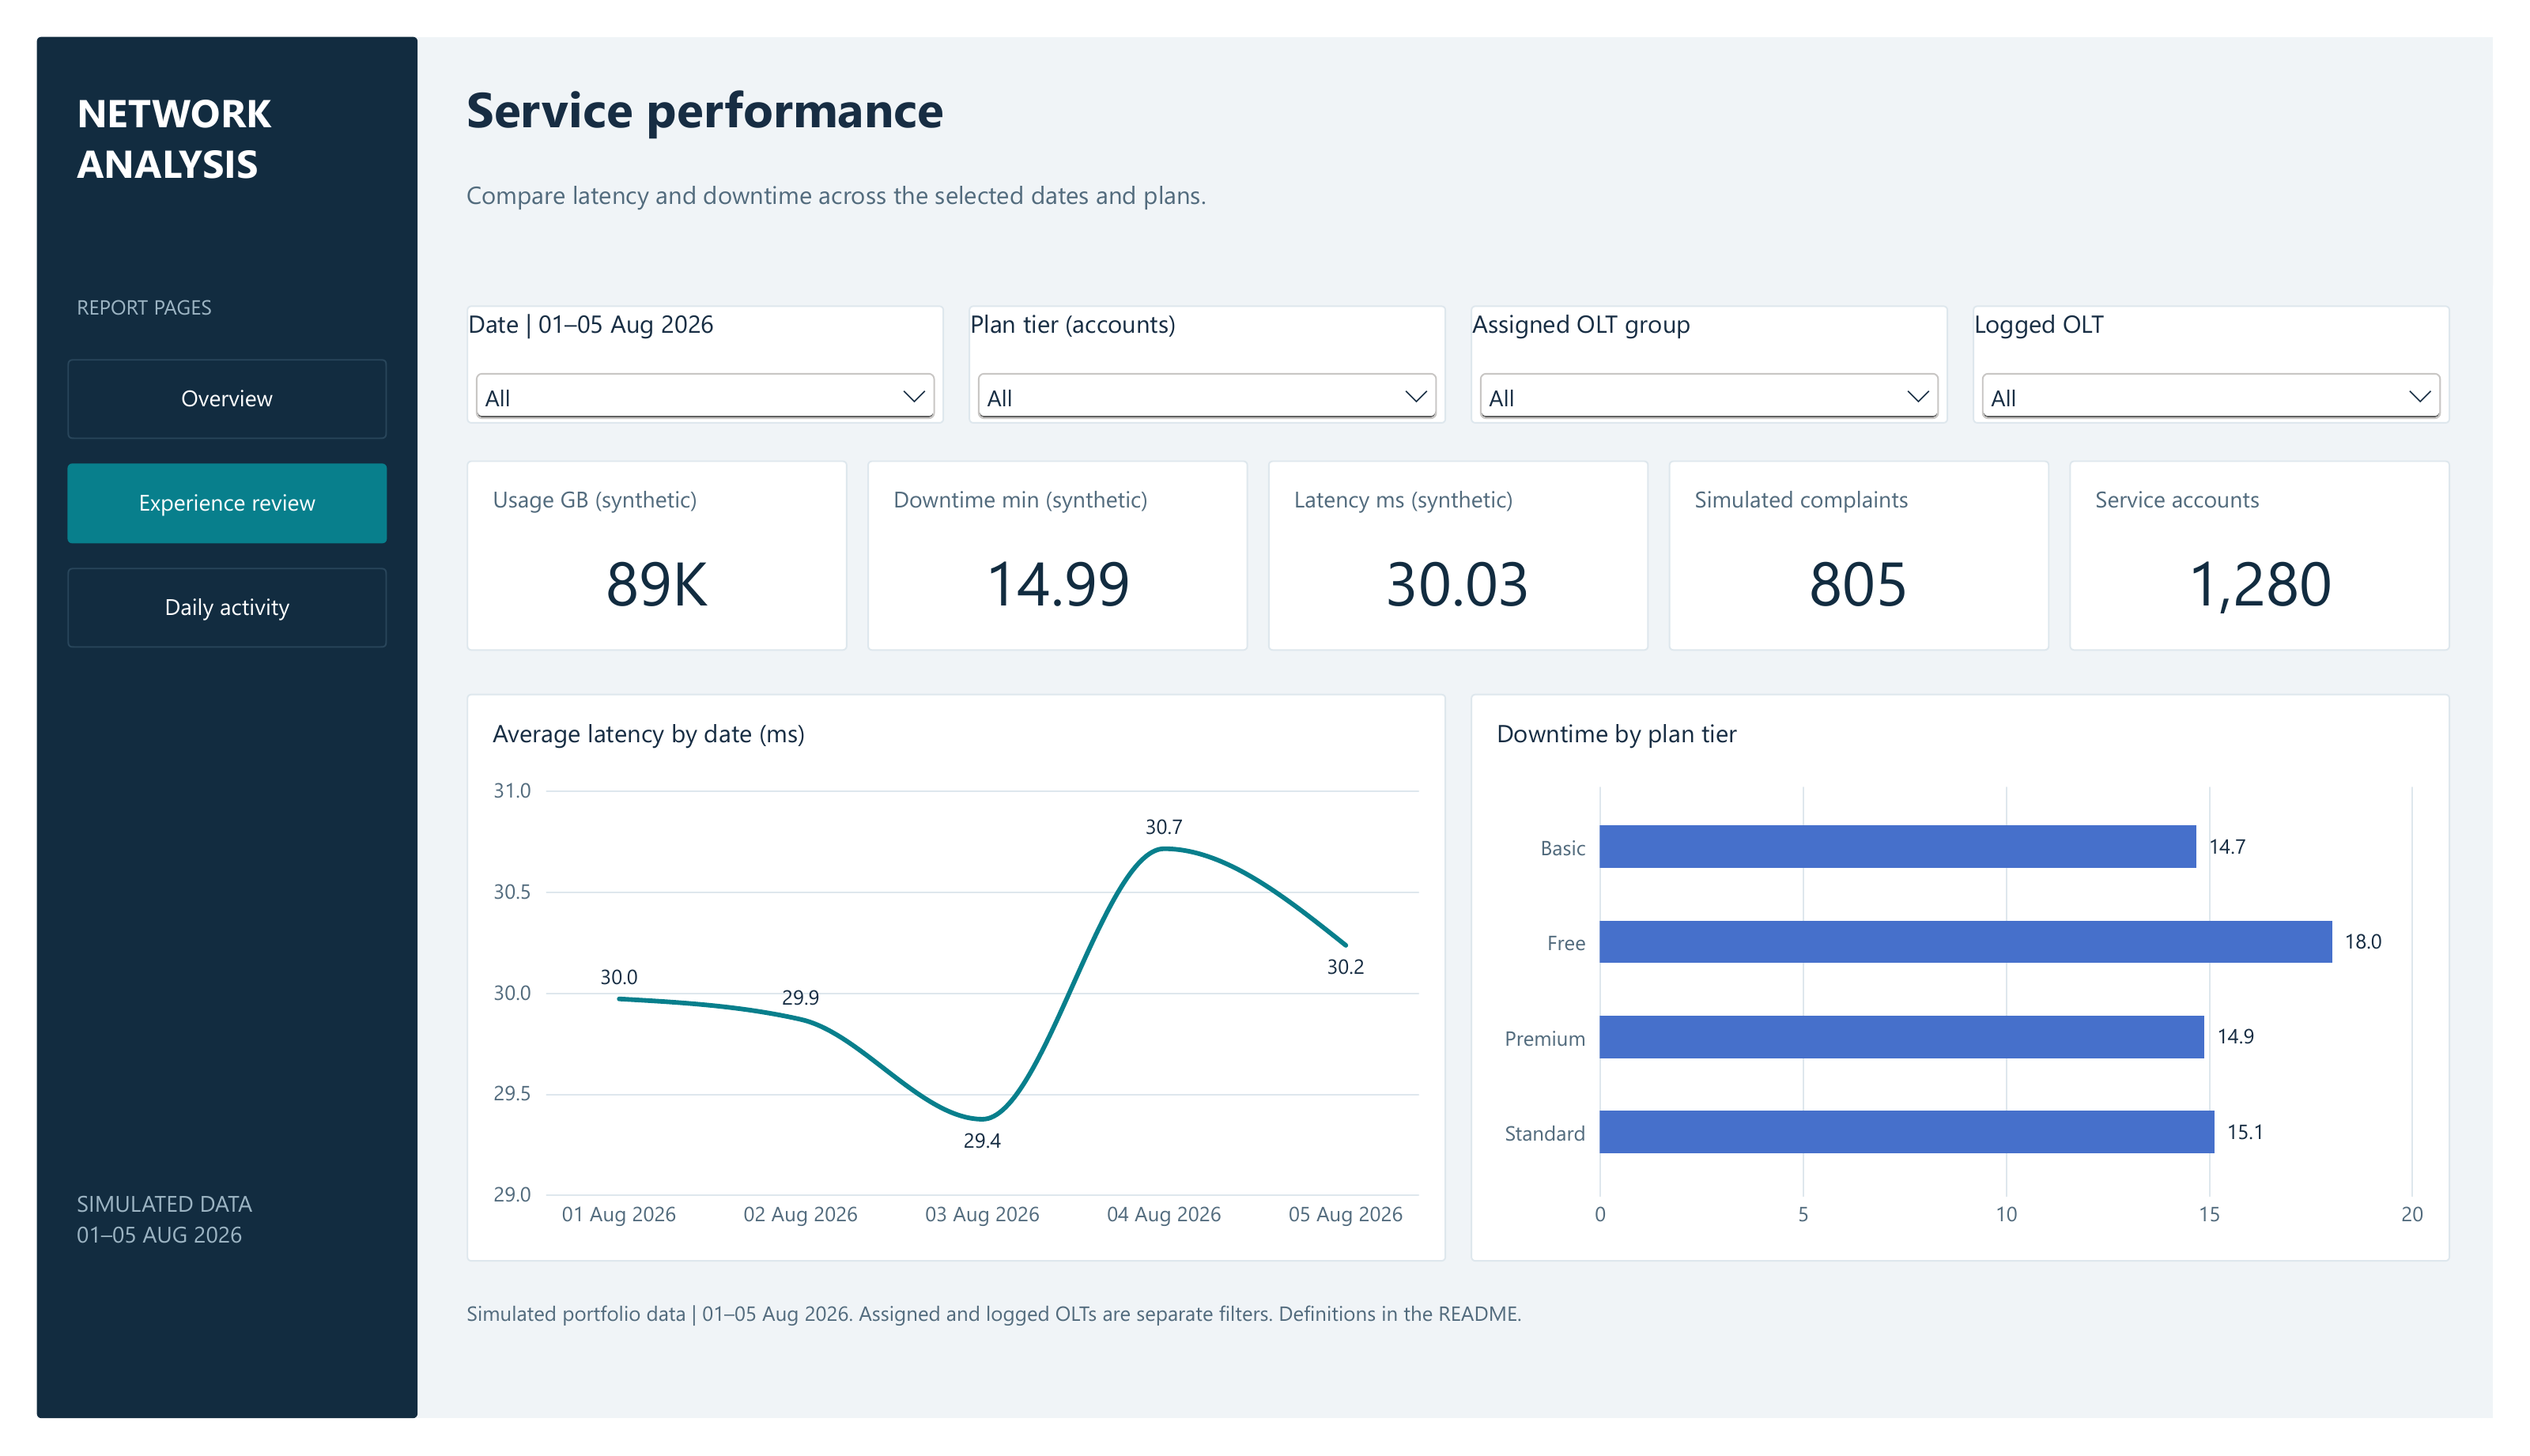 NETWORK
ANALYSIS
REPORT PAGES
Overview
Experience review
Daily activity
SIMULATED DATA
01–05 AUG 2026
Service performance
Compare latency and downtime across the selected dates and plans.
Date | 01–05 Aug 2026
All
Plan tier (accounts)
All
Assigned OLT group
All
Logged OLT
All
Usage GB (synthetic)
89K
Downtime min (synthetic)
14.99
Latency ms (synthetic)
30.03
Simulated complaints
805
Service accounts
1,280
Average latency by date (ms)
31.0
30.5
30.0
29.5
29.0
30.0
29.9
29.4
30.7
30.2
01 Aug 2026
02 Aug 2026
03 Aug 2026
04 Aug 2026
05 Aug 2026
Downtime by plan tier
Basic
14.7
Free
18.0
Premium
14.9
Standard
15.1
0
5
10
15
20
Simulated portfolio data | 01–05 Aug 2026. Assigned and logged OLTs are separate filters. Definitions in the README.